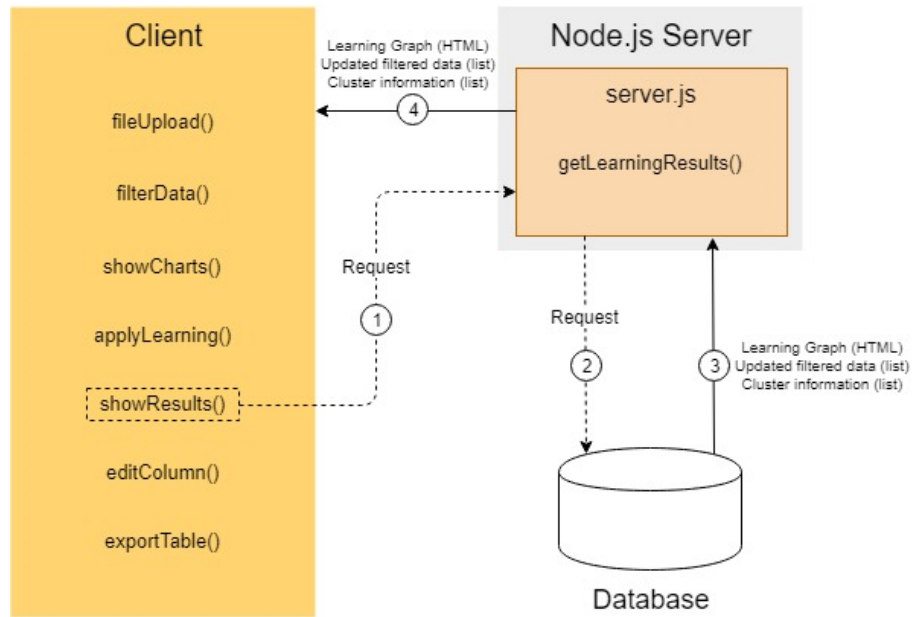 Client
fileUpload()
filterData()
showCharts()
applyLearning()
showResults()
editColumn()
exportTable()
Learning Graph (HTML)
Updated filtered data (list)
Cluster information (list)
4
Request
1
Node.js Server
server.js
getLearningResults()
Request
2
3
Learning Graph (HTML)
Updated filtered data (list)
Cluster information (list)
Database